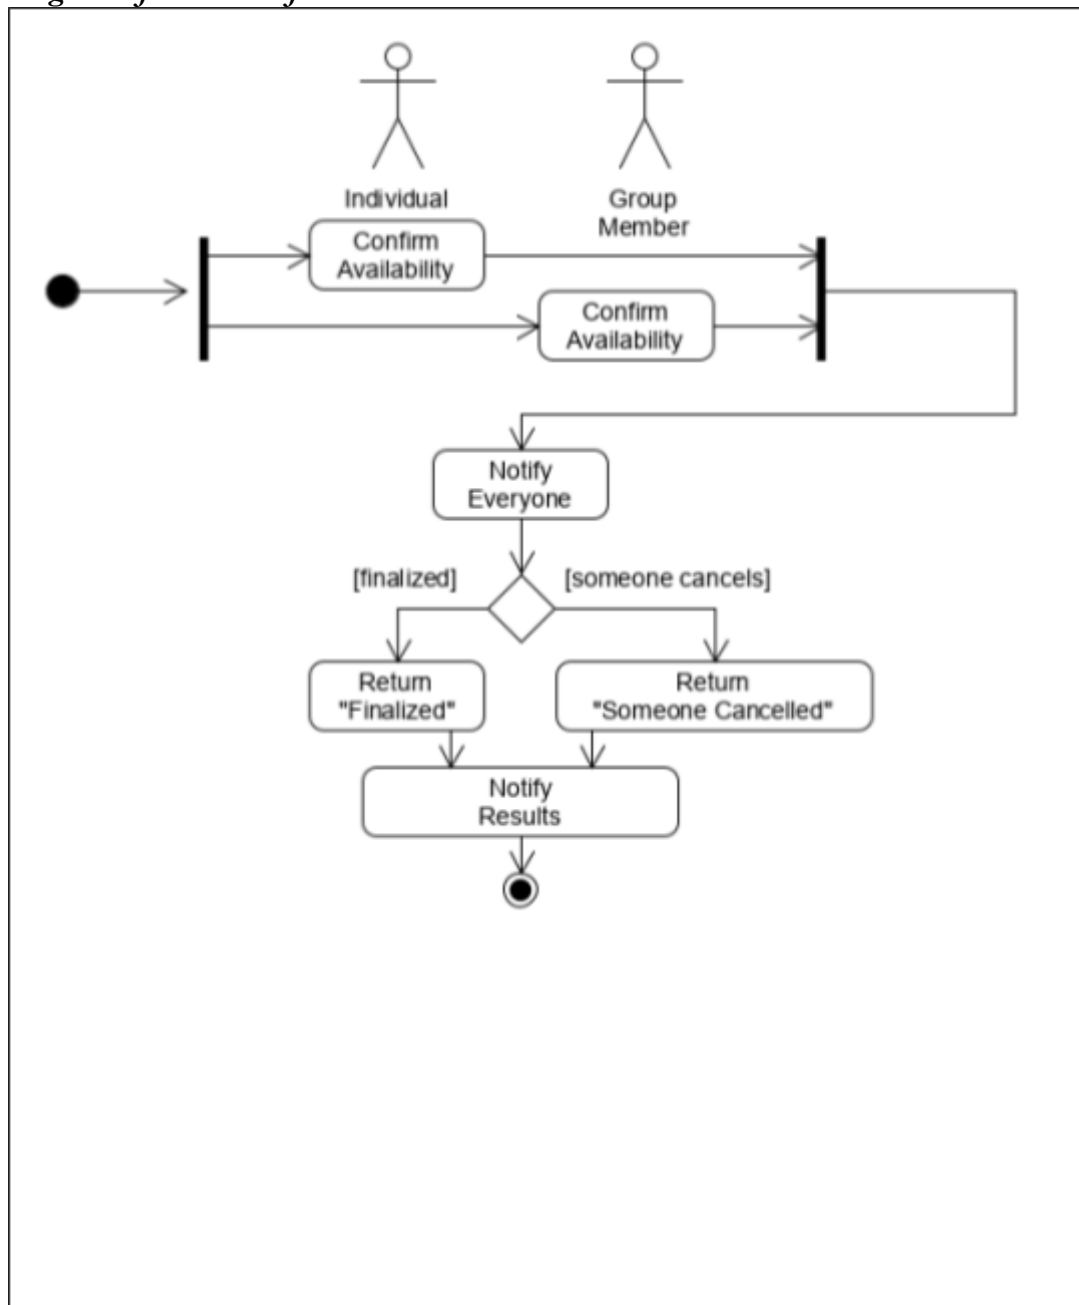 Individual
Group
Member
Confirm
Availability
Confirm
Availability
Notify
Everyone
[finalized]
[someone cancels]
Return
"Finalized"
Return
"Someone Cancelled"
Notify
Results